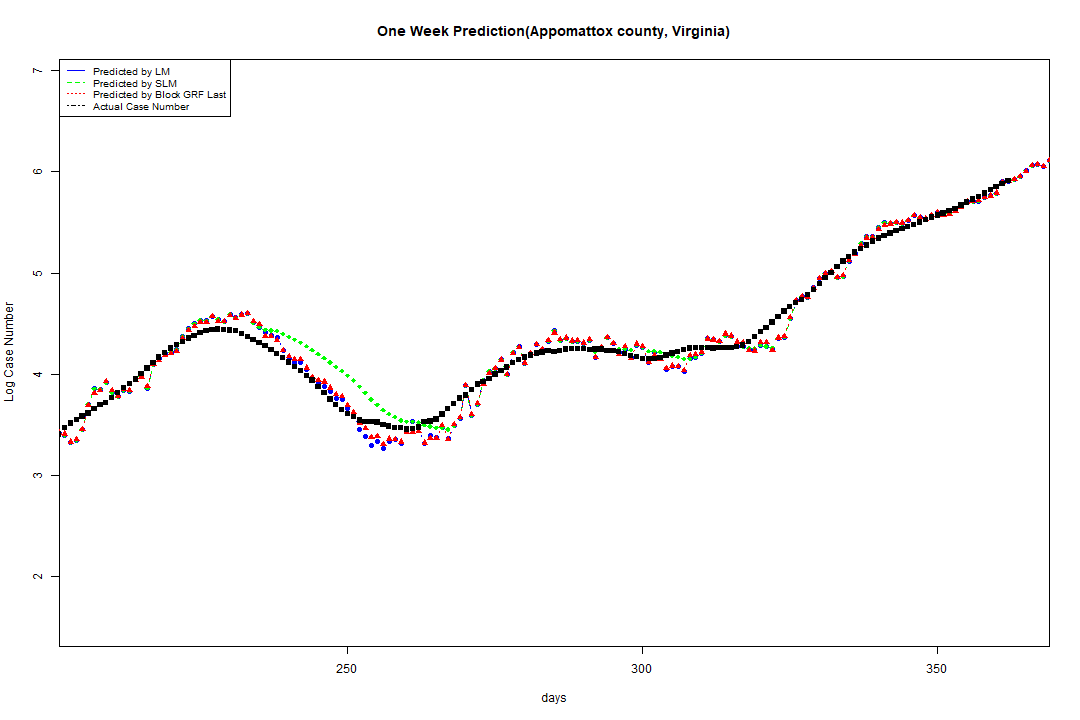 One Week Prediction(Appomattox county, Virginia)
Predicted by LM
Predicted by SLM
Predicted by Block GRF Last
Actual Case Number
7
6
5
4
3
2
Log Case Number
250
300
350
days